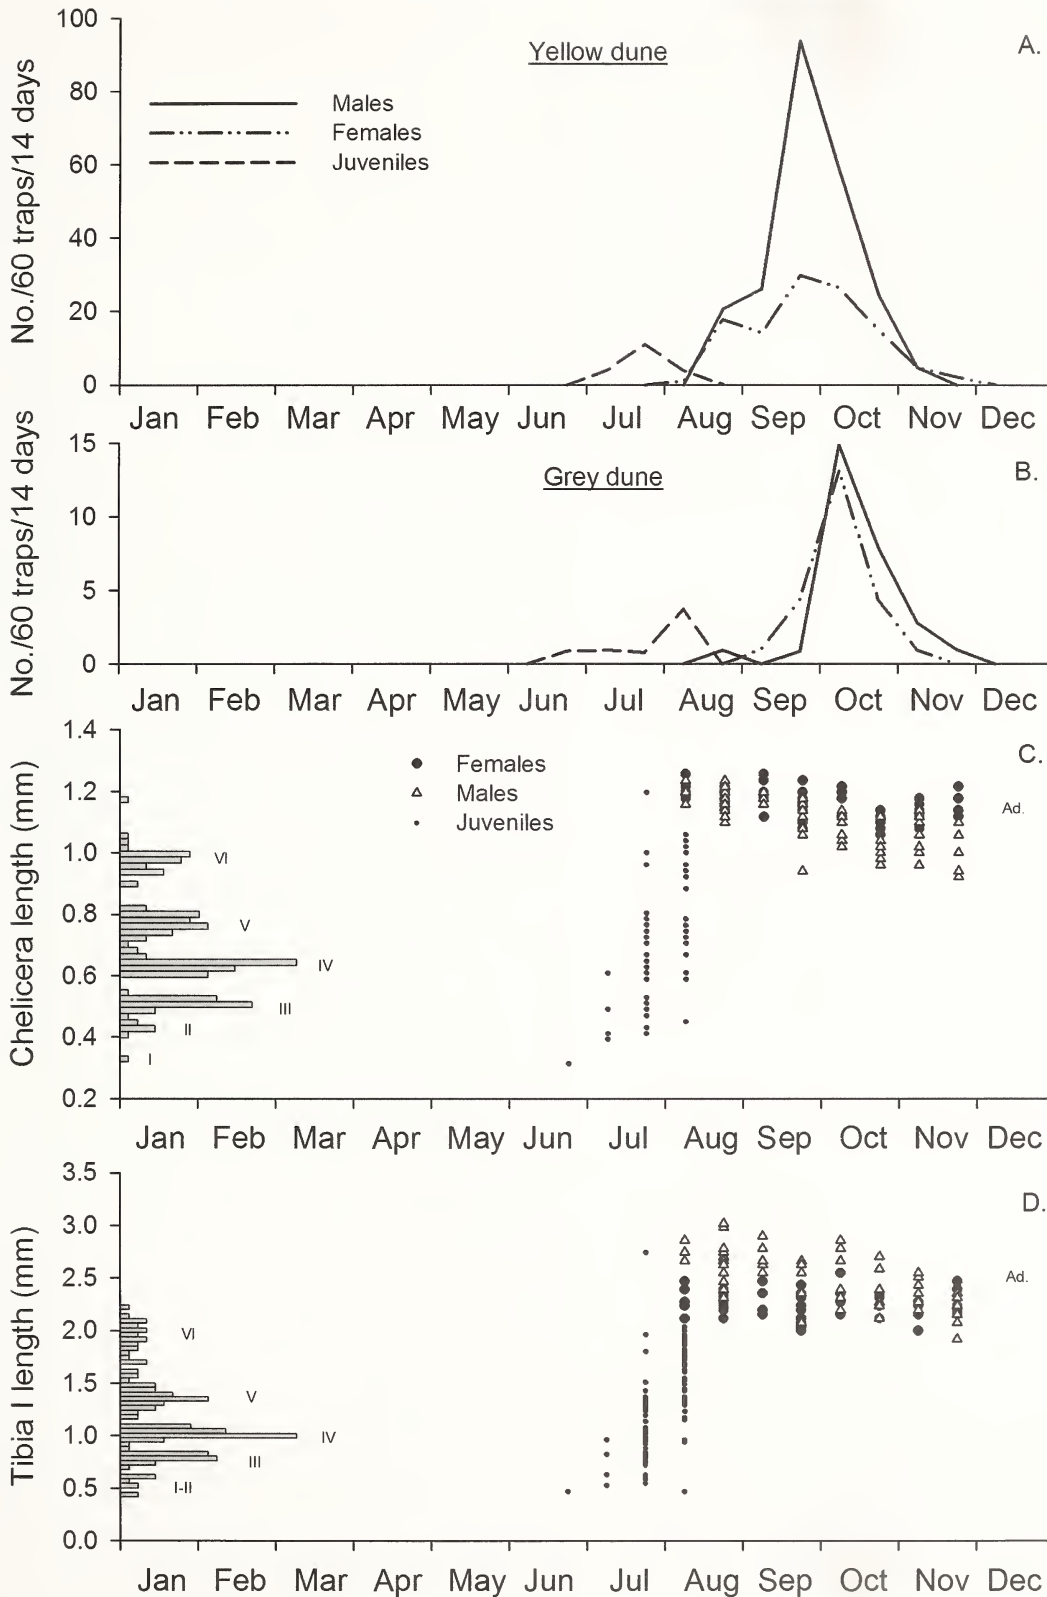 100
80
60
40
20
0
No./60 traps/14 days
Yellow dune
A.
Males
Females
Juveniles
Jan Feb Mar Apr May Jun Jul Aug Sep Oct Nov Dec
15
10
5
0
No./60 traps/14 days
Grey dune
B.
Jan Feb Mar Apr May Jun Jul Aug Sep Oct Nov Dec
1.4
1.2
1.0
0.8
0.6
0.4
0.2
Chelicera length (mm)
Females
Males
Juveniles
C.
Ad.
VI
V
IV
III
II
I
Jan Feb Mar Apr May Jun Jul Aug Sep Oct Nov Dec
3.5
3.0
2.5
2.0
1.5
1.0
0.5
0.0
Tibia I length (mm)
D.
Ad.
VI
V
IV
III
I-II
Jan Feb Mar Apr May Jun Jul Aug Sep Oct Nov Dec